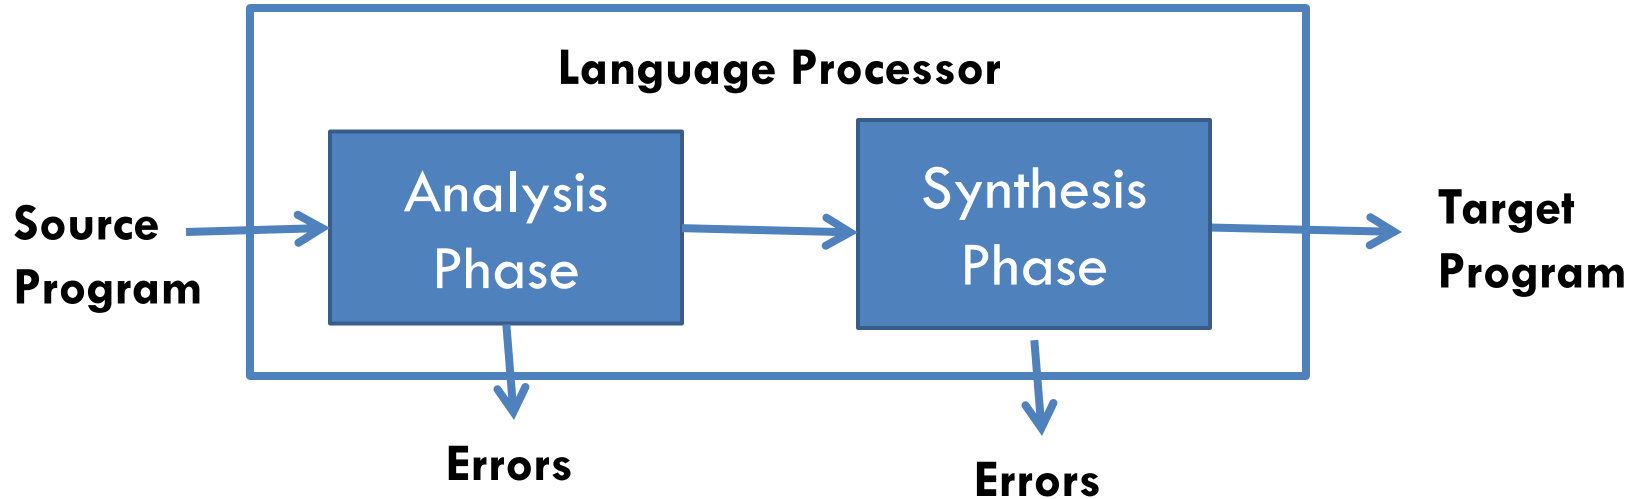 Language Processor
Source
Program
Analysis
Phase
Synthesis
Phase
Target
Program
Errors
Errors